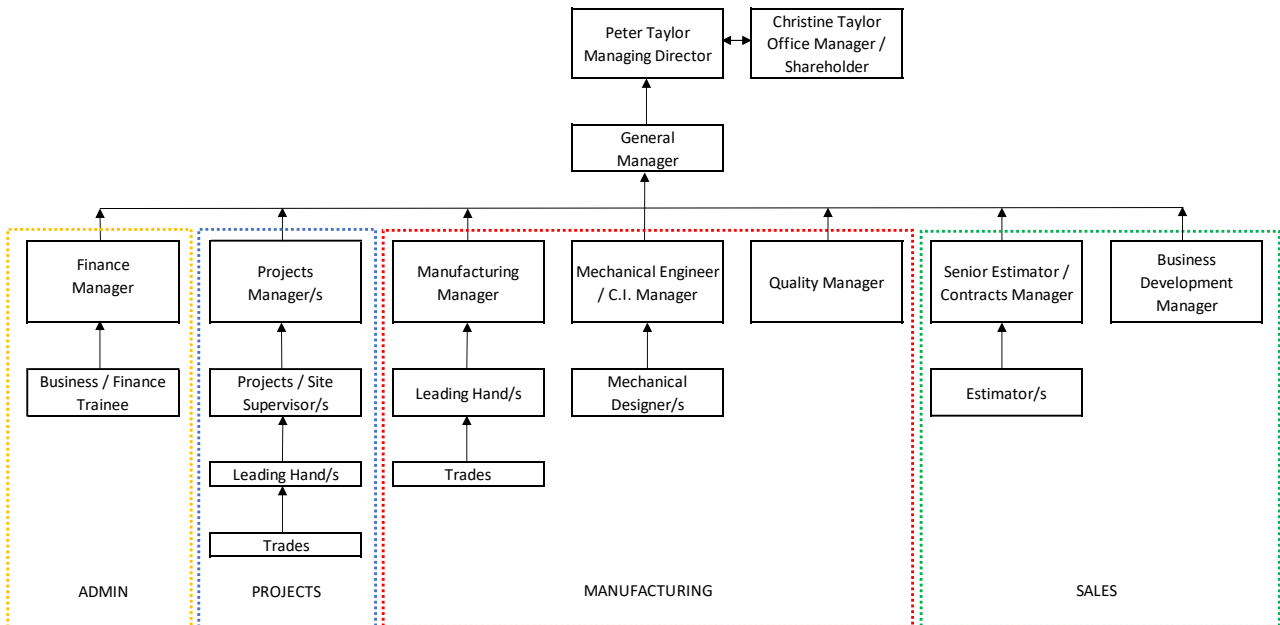 Peter Taylor
Managing Director
Christine Taylor
Office Manager /
Shareholder
General
Manager
Finance
Manager
Projects
Manager/s
Manufacturing
Manager
Mechanical Engineer
/ C.I. Manager
Quality Manager
Senior Estimator /
Contracts Manager
Business
Development
Manager
Business / Finance
Trainee
Projects / Site
Supervisor/s
Leading Hand/s
Mechanical
Designer/s
Estimator/s
Leading Hand/s
Trades
Trades
ADMIN
PROJECTS
MANUFACTURING
SALES